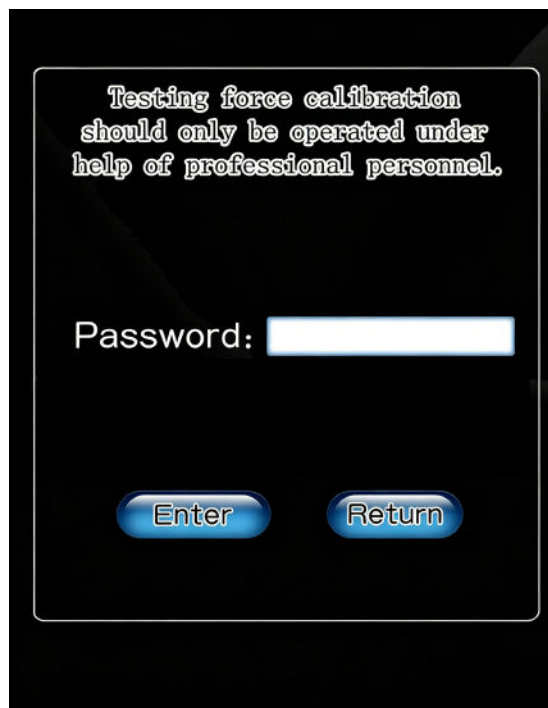 Testing force calibration
should only be operated under
help of professional personnel.
Password:
Enter Return